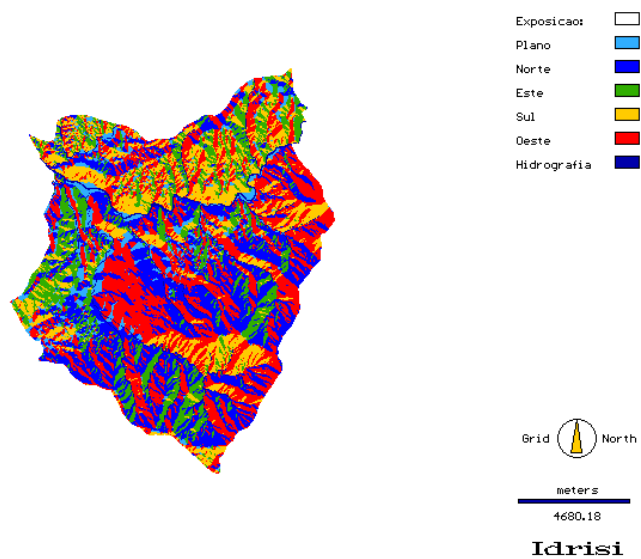 Exposicao:
Plano
Norte
Este
Sul
Oeste
Hidrografia
Grid North
meters
4680.18
Idrisi